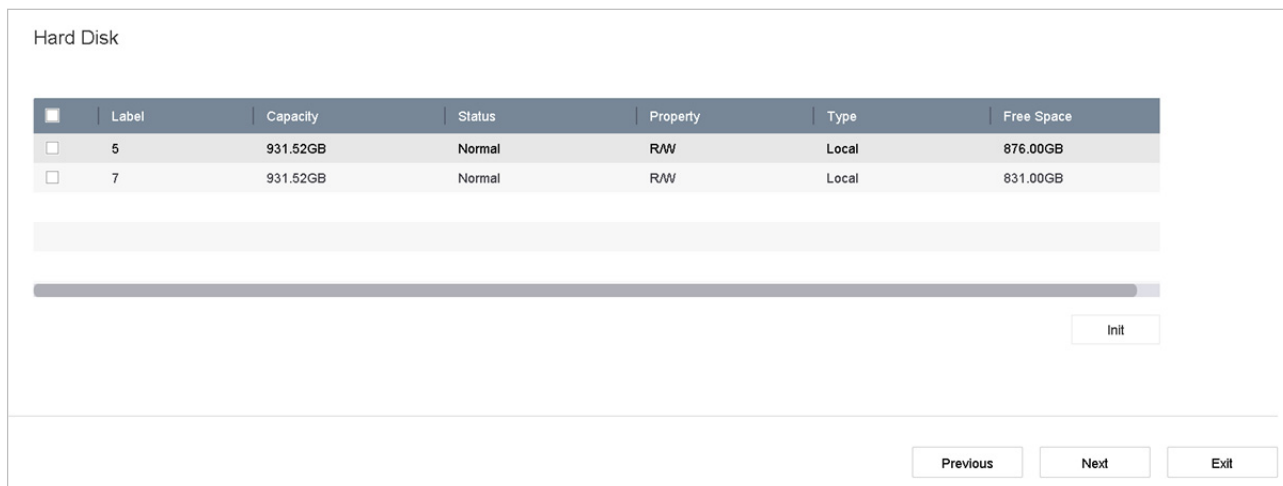 Hard Disk
Label Capacity Status Property Type Free Space
5 931.52GB Normal R/W Local 876.00GB
7 931.52GB Normal R/W Local 831.00GB
Init
Previous Next Exit